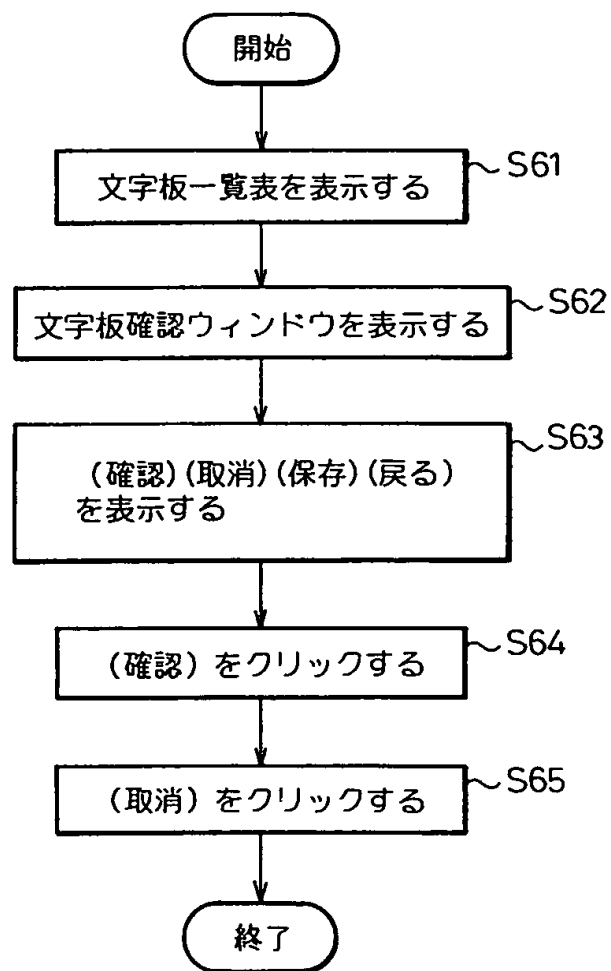 開始
文字板一覧表を表示する
S61
文字板確認ウィンドウを表示する
S62
(確認)(取消)(保存)(戻る)
を表示する
S63
(確認)をクリックする
S64
(取消)をクリックする
S65
終了